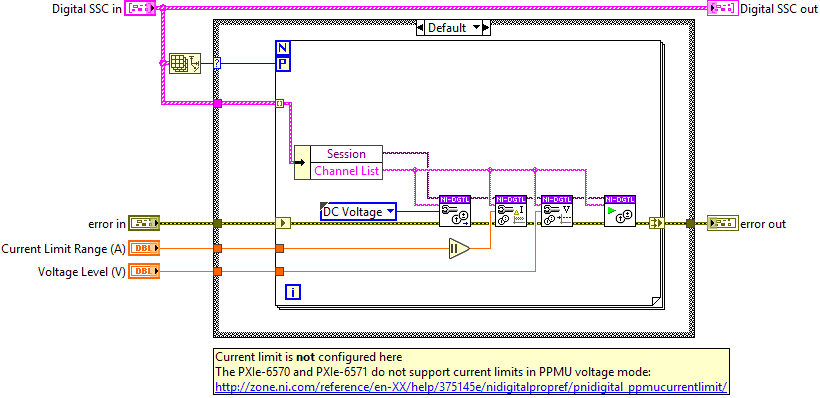 Digital SSC in
Digital SSC out
Default
N
P
?
Session
Channel List
NI-DGTL
NI-DGTL
NI-DGTL
NI-DGTL
I
V
DC Voltage
error in
error out
Current Limit Range (A)
DBL
Voltage Level (V)
DBL
i
Current limit is not configured here
The PXIe-6570 and PXIe-6571 do not support current limits in PPMU voltage mode:
http://zone.ni.com/reference/en-XX/help/375145e/nidigitalpropref/pnidigital_ppmucurrentlimit/